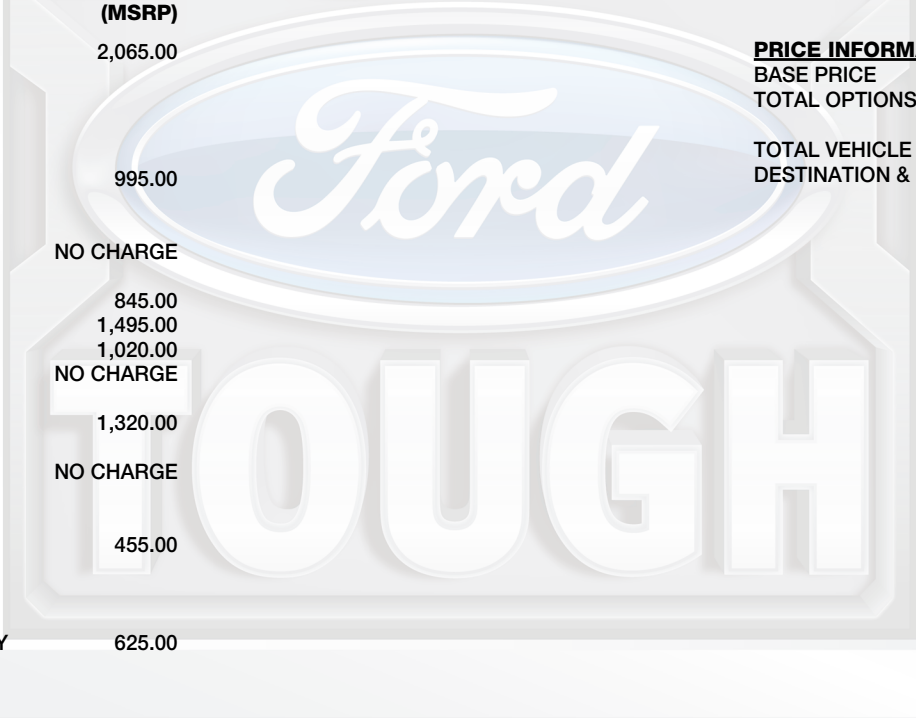 (MSRP)
2,065.00
995.00
NO CHARGE
845.00
1,495.00
1,020.00
NO CHARGE
1,320.00
NO CHARGE
455.00
Y 625.00
PRICE INFORMA
BASE PRICE
TOTAL OPTIONS
TOTAL VEHICLE
DESTINATION &
Ford
TOUGH